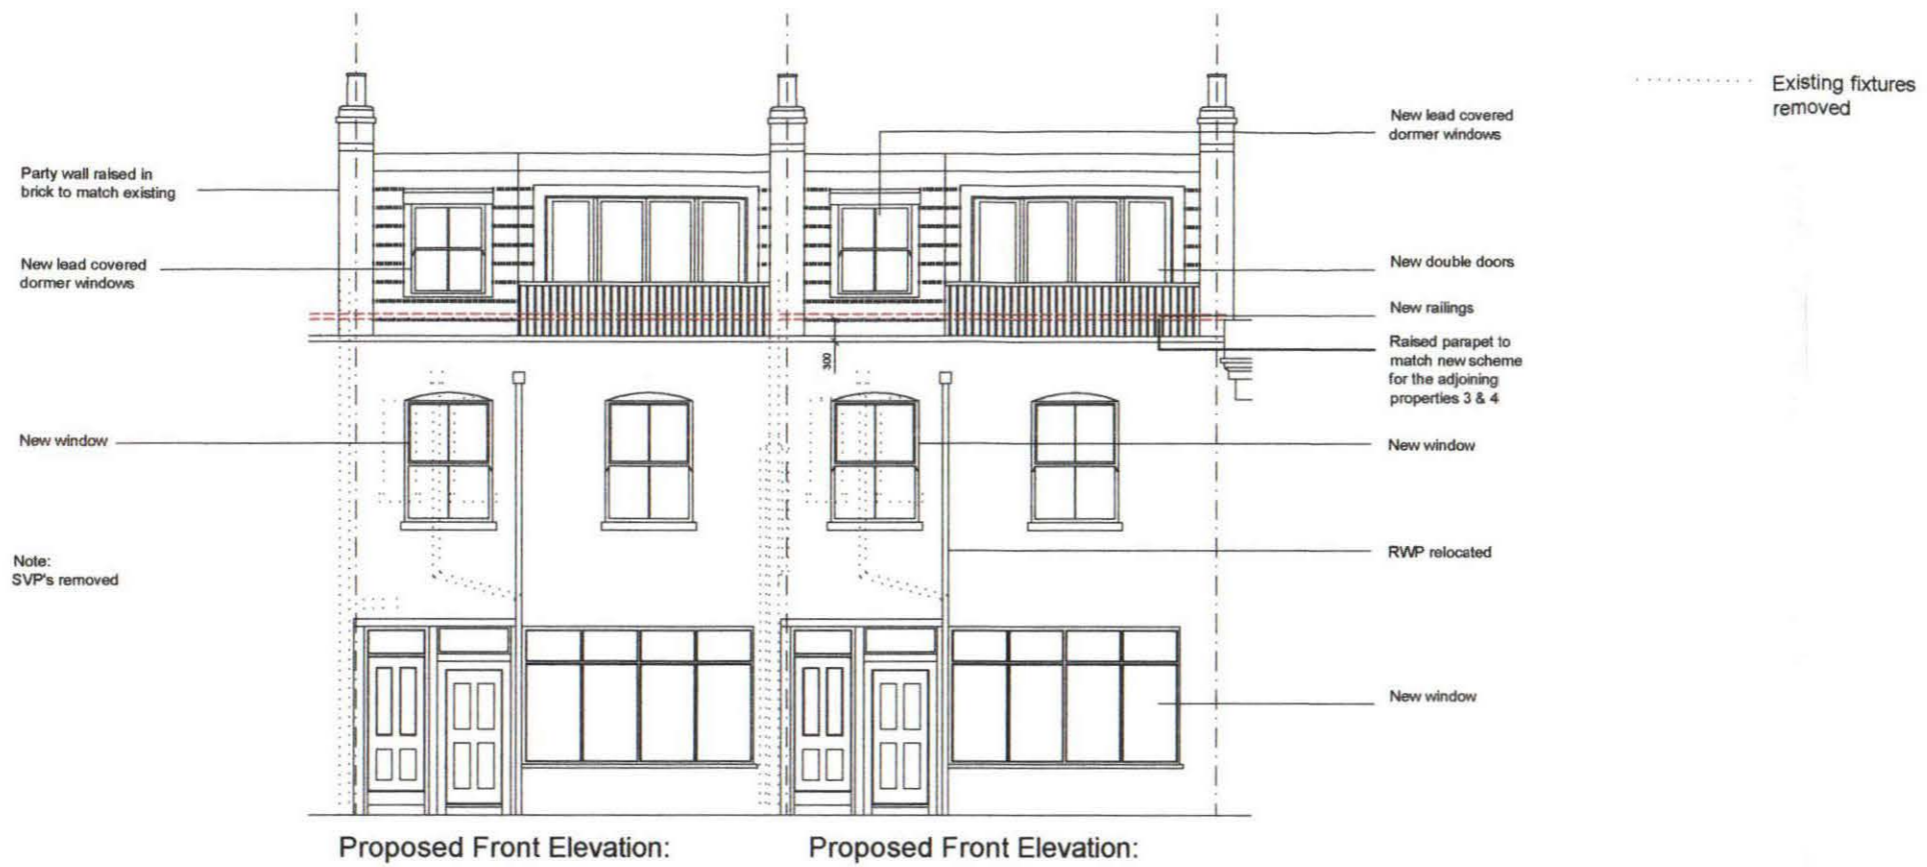 Existing fixtures
removed
New lead covered
dormer windows
Party wall raised in
brick to match existing
New lead covered
dormer windows
New double doors
New railings
Raised parapet to
match new scheme
for the adjoining
properties 3 & 4
300
New window
New window
Note:
SVP's removed
RWP relocated
New window
Proposed Front Elevation:
Proposed Front Elevation: